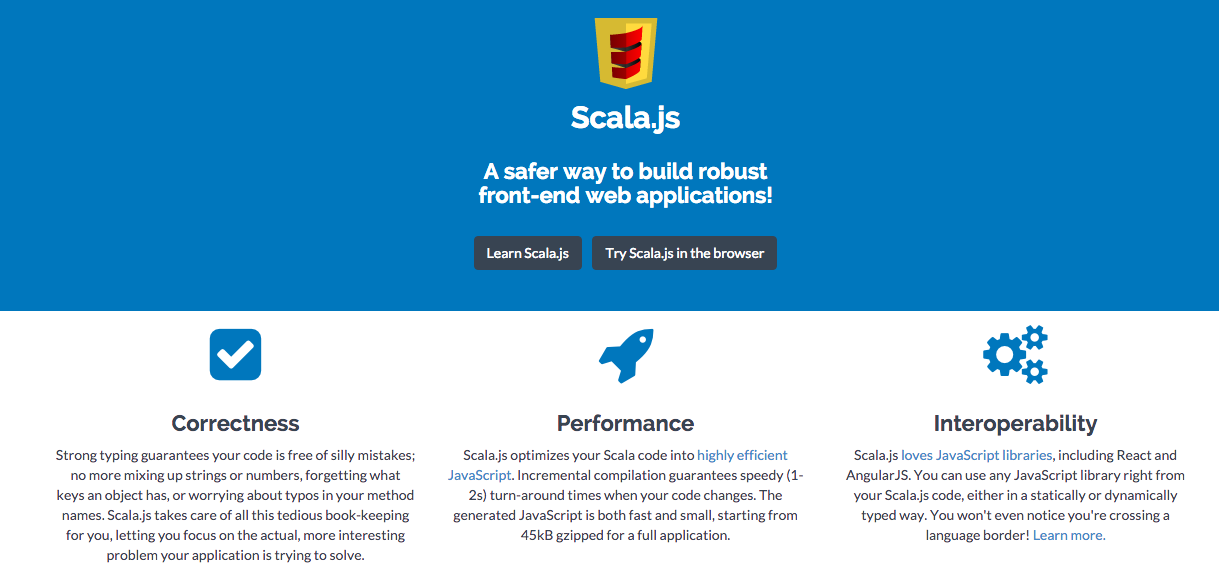 Scala.js
A safer way to build robust
front-end web applications!
Learn Scala.js
Try Scala.js in the browser
Correctness
Strong typing guarantees your code is free of silly mistakes;
no more mixing up strings or numbers, forgetting what
keys an object has, or worrying about typos in your method
names. Scala.js takes care of all this tedious book-keeping
for you, letting you focus on the actual, more interesting
problem your application is trying to solve.
Performance
Scala.js optimizes your Scala code into highly efficient
JavaScript. Incremental compilation guarantees speedy (1-
2s) turn-around times when your code changes. The
generated JavaScript is both fast and small, starting from
45kB gzipped for a full application.
Interoperability
Scala.js loves JavaScript libraries, including React and
AngularJS. You can use any JavaScript library right from
your Scala.js code, either in a statically or dynamically
typed way. You won't even notice you're crossing a
language border! Learn more.